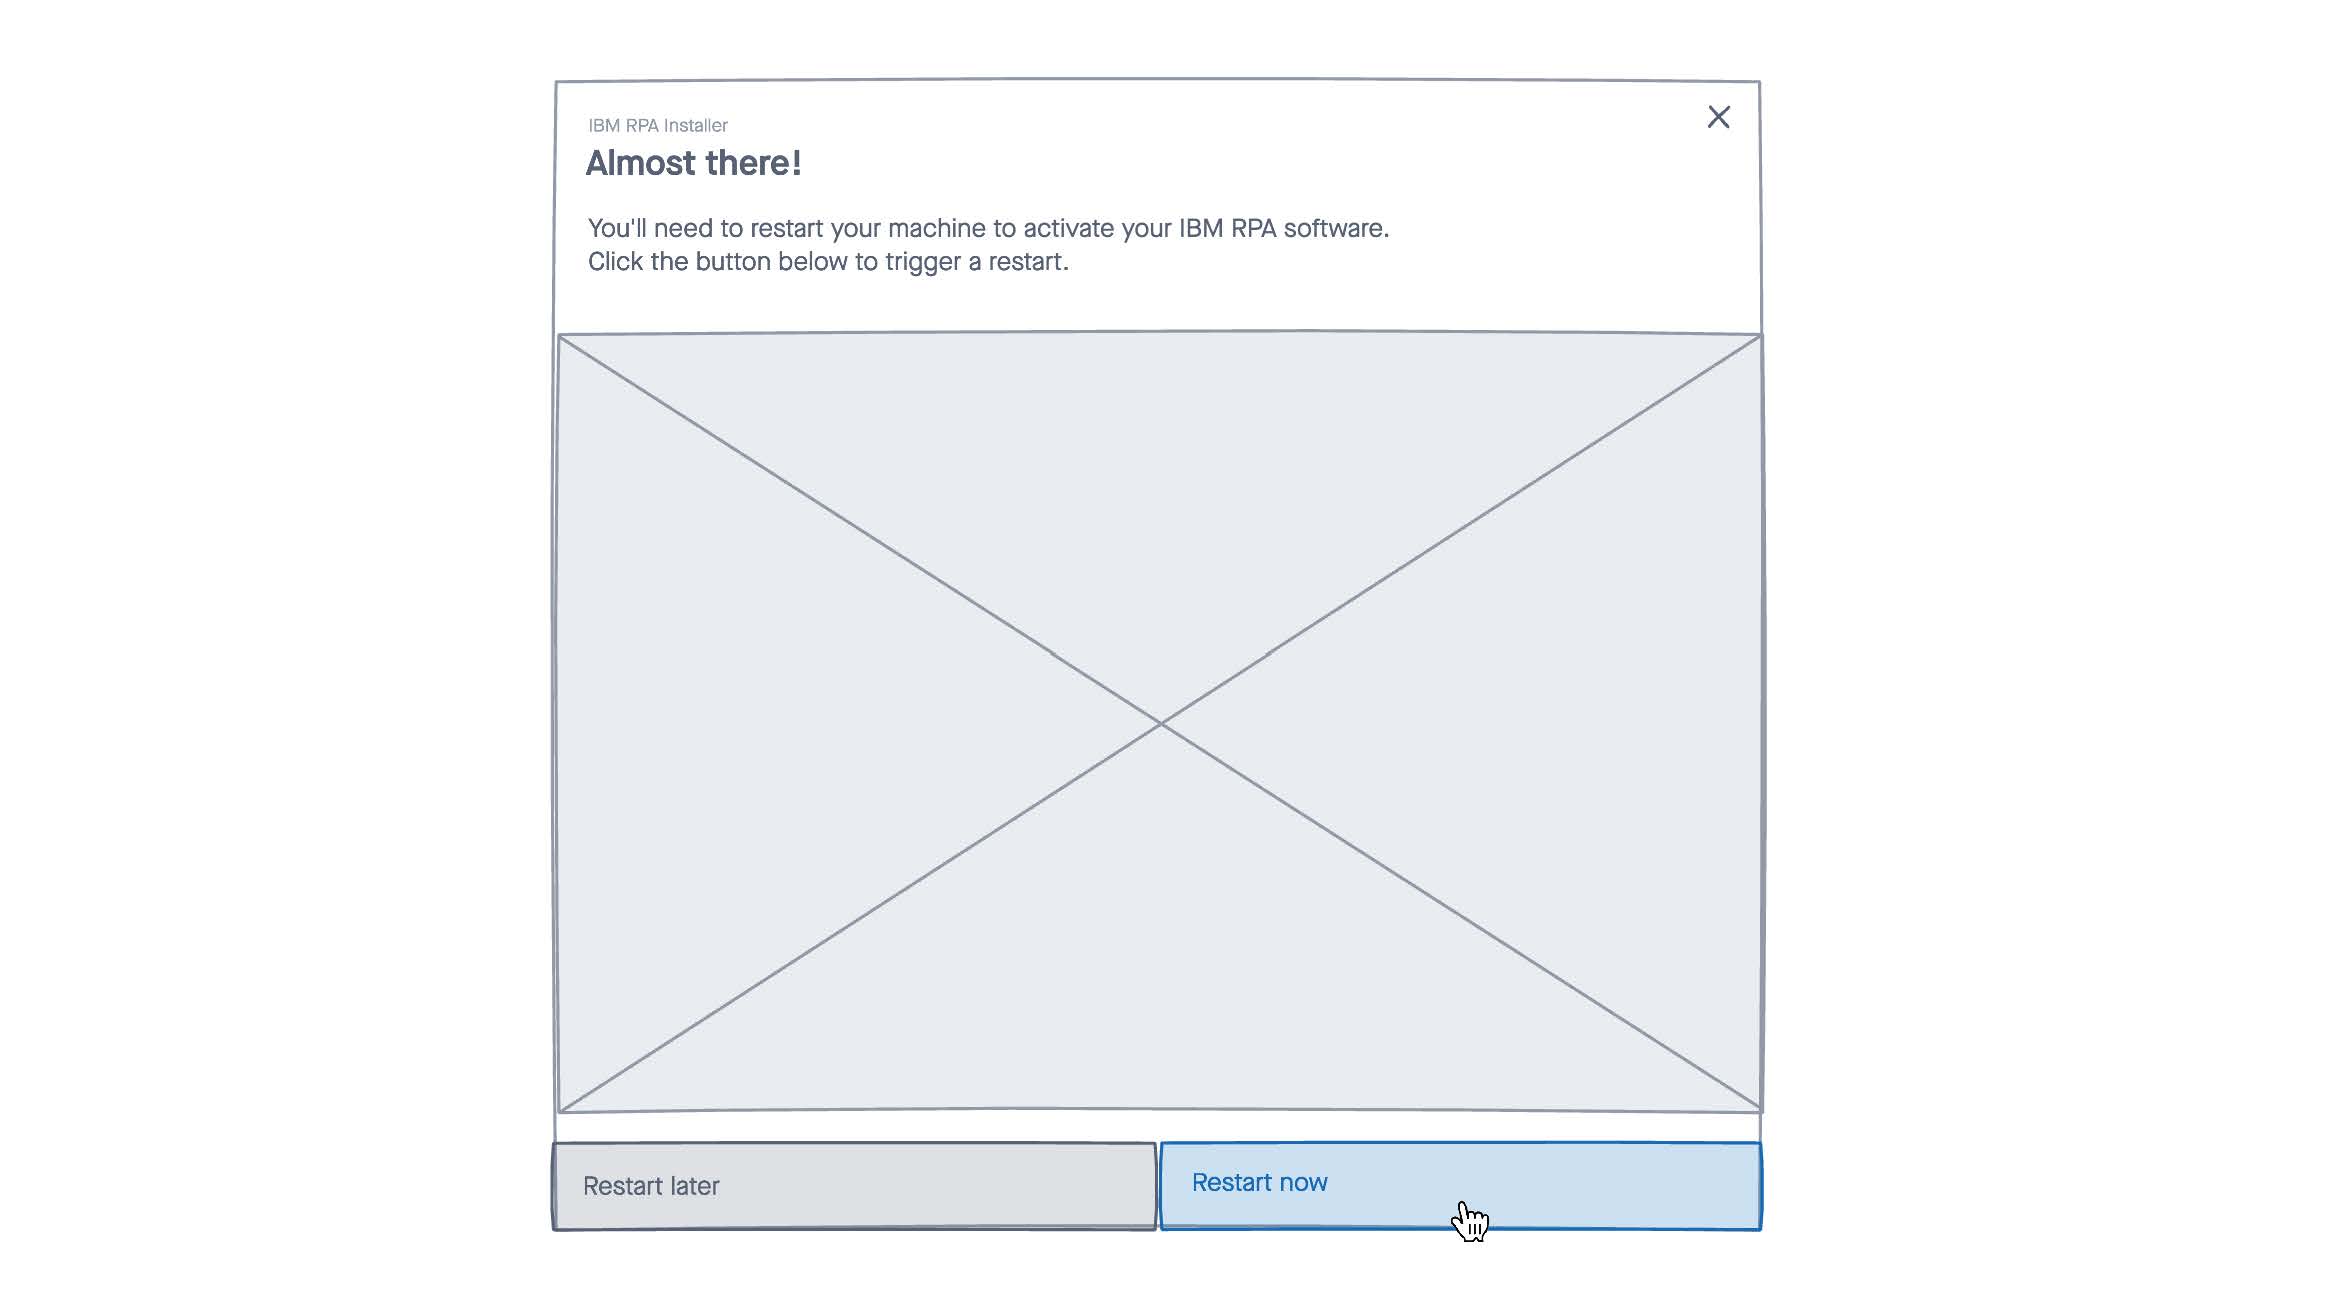 IBM RPA Installer
Almost there!
You'll need to restart your machine to activate your IBM RPA software.
Click the button below to trigger a restart.
Restart later
Restart now